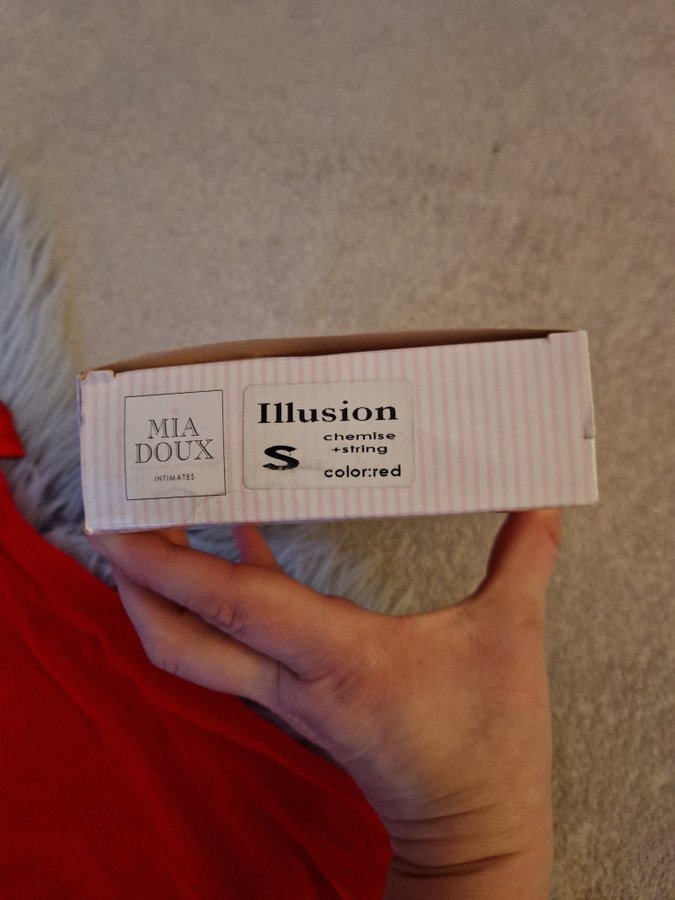 MIA
DOUX
INTIMATES
Illusion
S
chemise
+string
color:red